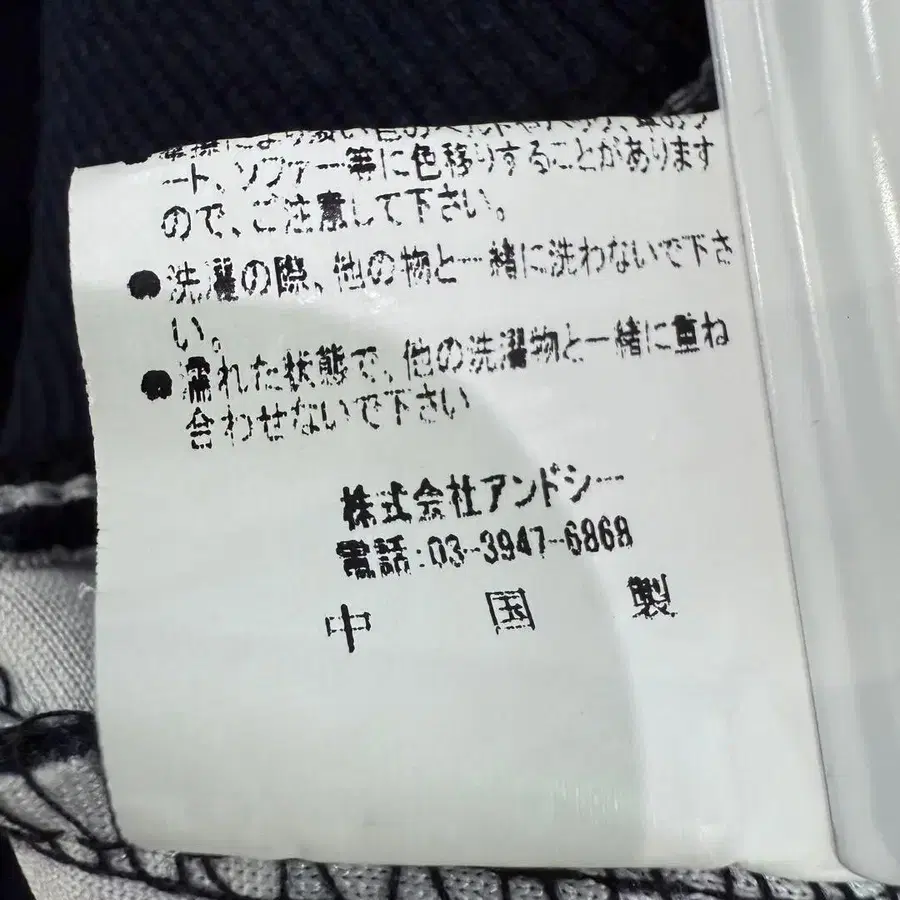 ート、ソファー等に色移りすることがあります
ので、ご注意して下さい。
●洗濯の際、他の物と一緒に洗わないで下さ
い。
●濡れた状態で、他の洗濯物と一緒に重ね
合わせないで下さい
株式会社アンドシー
電話:03-3947-6868
中国製